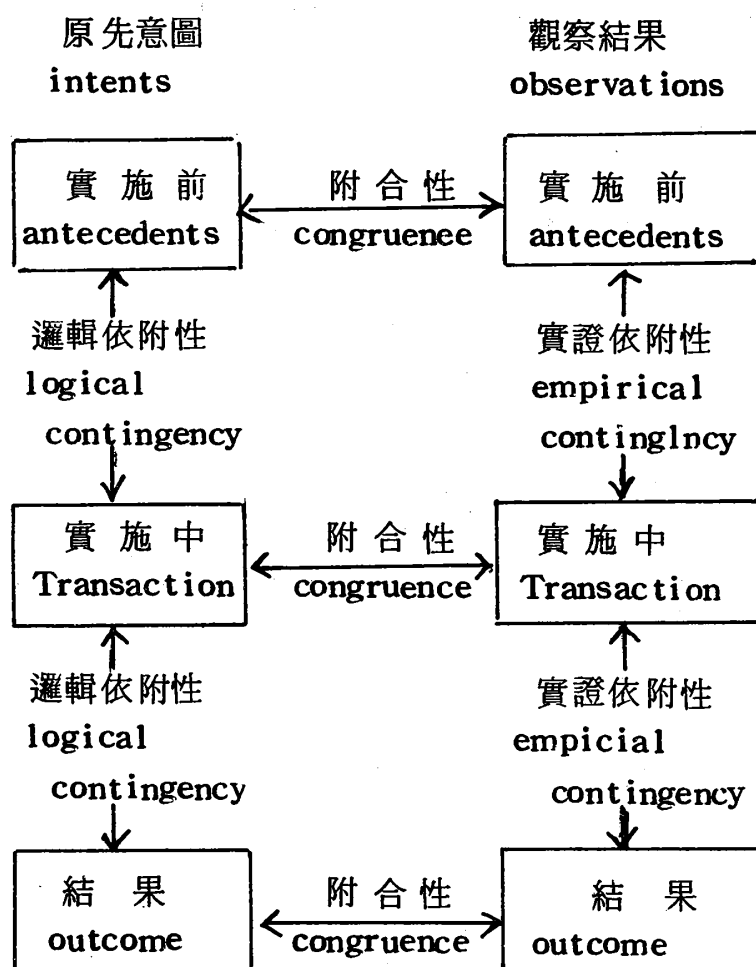 原先意圖
intents
觀察結果
observations
實施前
antecedents
附合性
congruenee
實施前
antecedents
邏輯依附性
logical
contingency
實證依附性
empirical
continglncy
實施中
Transaction
附合性
congruence
實施中
Transaction
邏輯依附性
logical
contingency
實證依附性
empicial
contingency
結果
outcome
附合性
congruence
結果
outcome